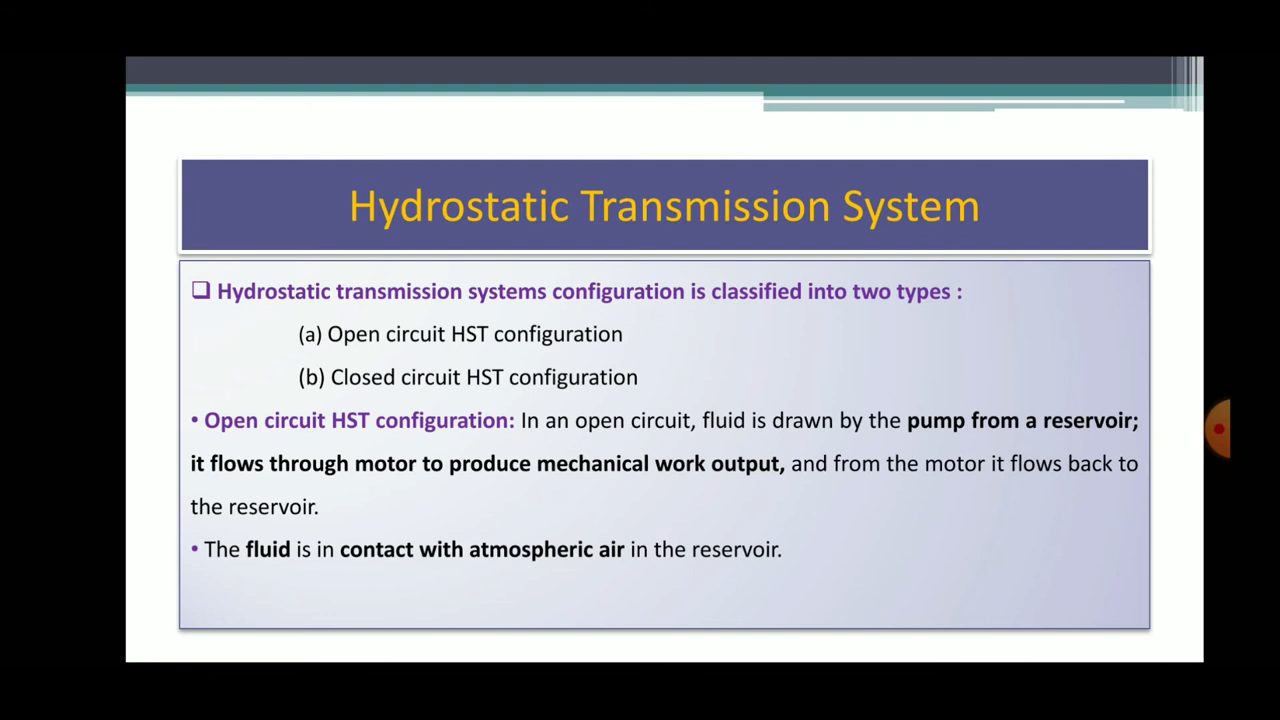 Hydrostatic Transmission System
❑ Hydrostatic transmission systems configuration is classified into two types :
(a) Open circuit HST configuration
(b) Closed circuit HST configuration
• Open circuit HST configuration: In an open circuit, fluid is drawn by the pump from a reservoir;
it flows through motor to produce mechanical work output, and from the motor it flows back to
the reservoir.
• The fluid is in contact with atmospheric air in the reservoir.